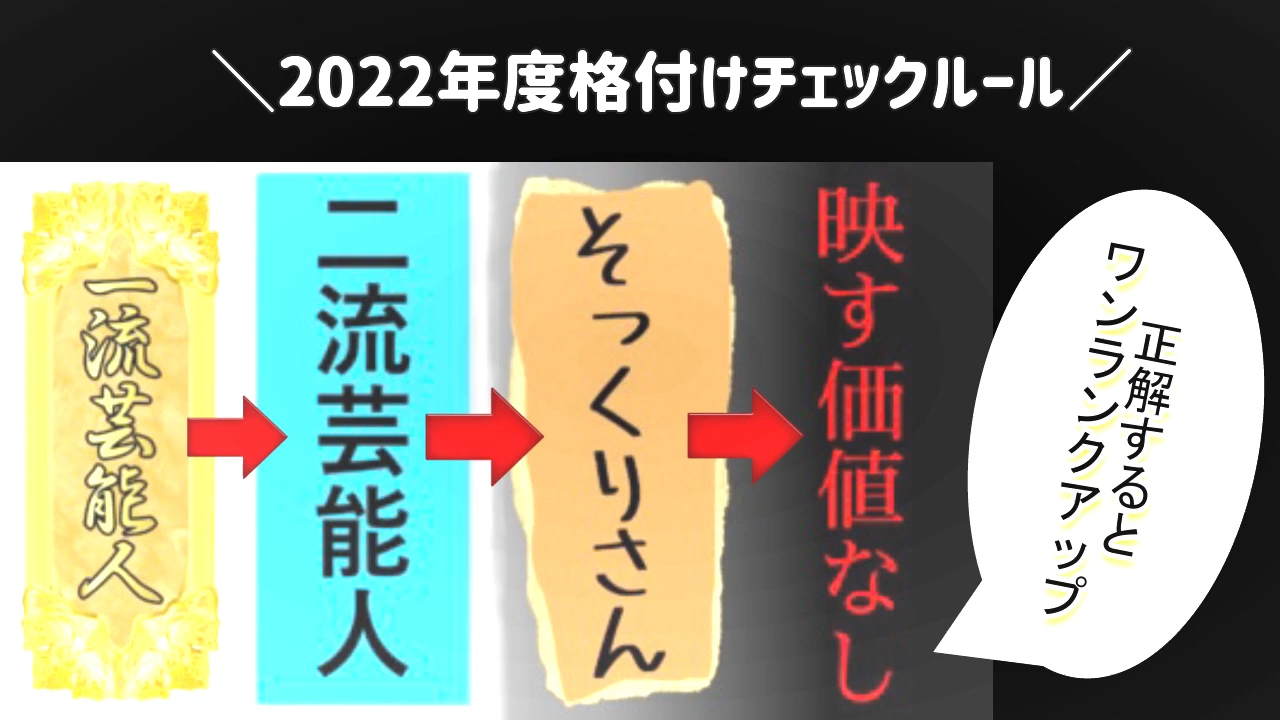 ＼2022年度格付けチェックルール／
一流芸能人
二流芸能人
そっくりさん
映す価値なし
正解すると
ワンランクアップ